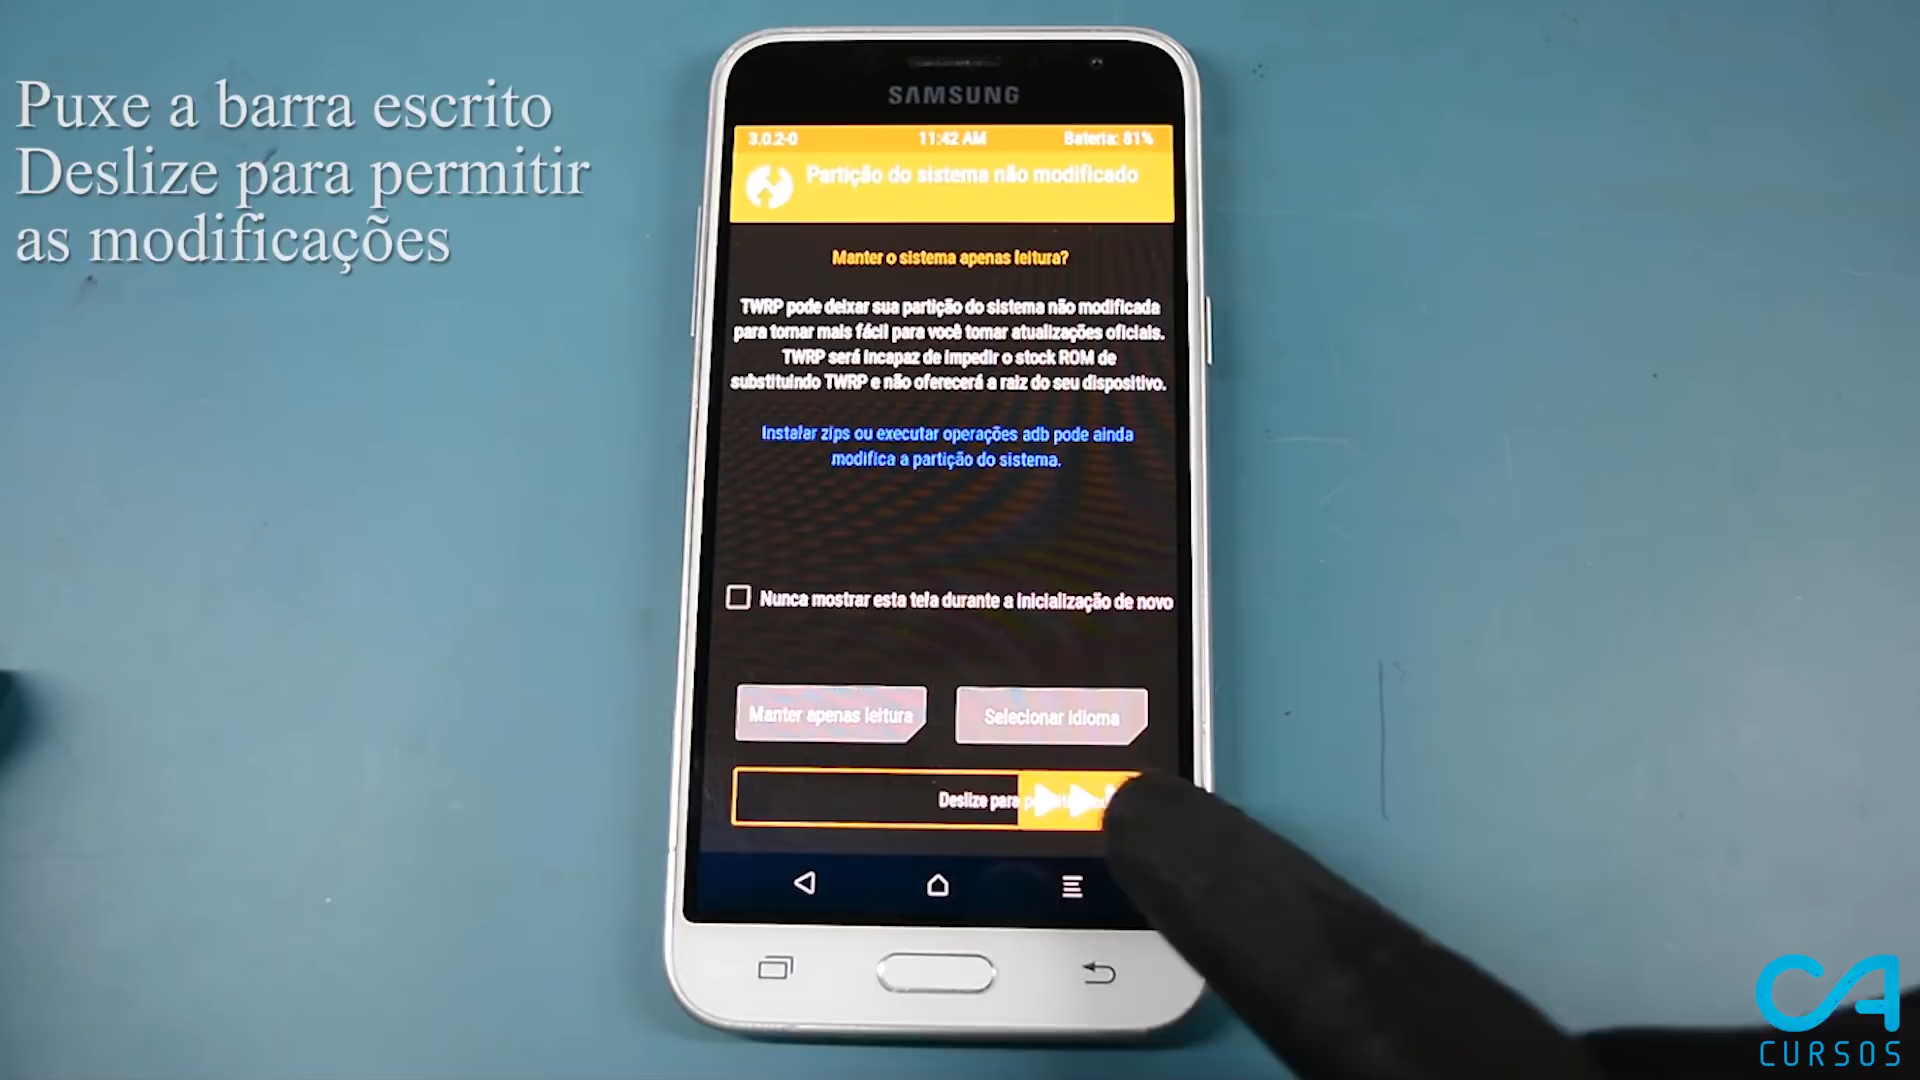 Puxe a barra escrito
Deslize para permitir
as modificações
SAMSUNG
3.0.2-0 11:42 AM Bateria: 81%
Partição do sistema não modificado
Manter o sistema apenas leitura?
TWRP pode deixar sua partição do sistema não modificada
para tornar mais fácil para você tomar atualizações oficiais.
TWRP será incapaz de impedir o stock ROM de
substituindo TWRP e não oferecerá a raiz do seu dispositivo.
Instalar zips ou executar operações adb pode ainda
modifica a partição do sistema.
Nunca mostrar esta tela durante a inicialização de novo
Manter apenas leitura
Selecionar idioma
Deslize para
CA
CURSOS